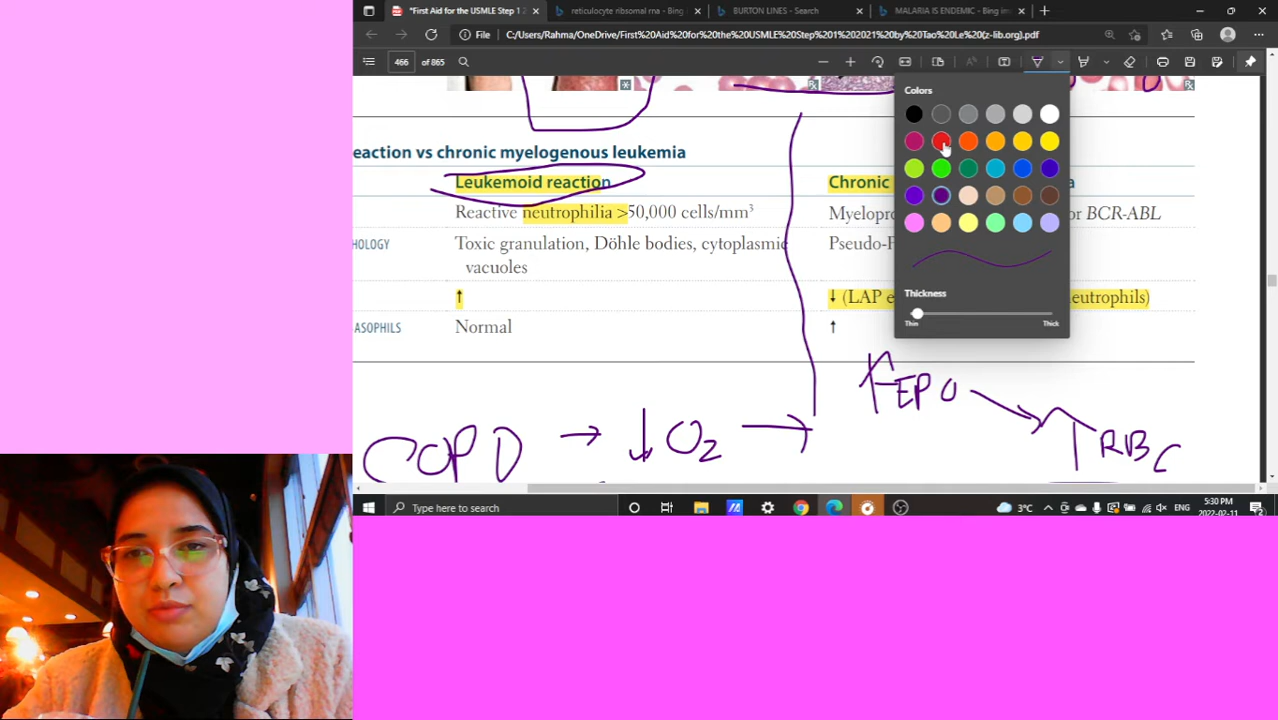 "First Aid for the USMLE Step 1 2
reticulocyte ribosomal rna - Bing
BURTON LINES - Search
MALARIA IS ENDEMIC - Bing im
File
C:/Users/Rahma/OneDrive/First%20Aid%20for%20the%20USMLE%20Step%201%202021%20by%20Tao%20Le%20(z-lib.org).pdf
466 of 865
Colors
eaction vs chronic myelogenous leukemia
Leukemoid reaction
Chronic
Reactive neutrophilia >50,000 cells/mm³
Myelopro
or BCR-ABL
HOLOGY
Toxic granulation, Döhle bodies, cytoplasmic
vacuoles
Pseudo-P
↑
↓ (LAP e
eutrophils)
ASOPHILS
Normal
↑
Thickness
Thin
Thick
↑ EPO
↑ RBC
COPD → ↓ O2 →
Type here to search
3°C
ENG
5:30 PM
2022-02-11